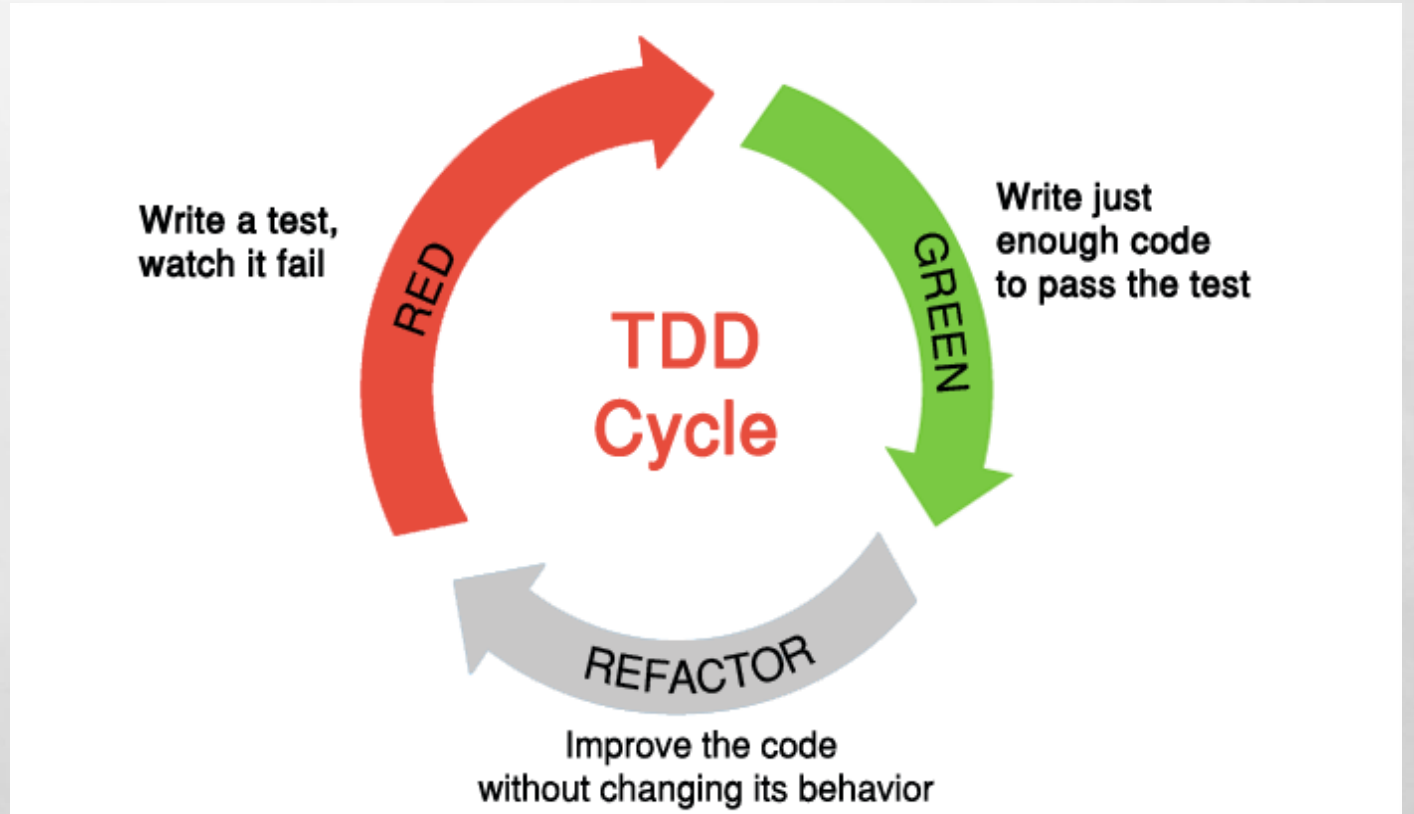 Write a test,
watch it fail
RED
TDD
Cycle
GREEN
Write just
enough code
to pass the test
REFACTOR
Improve the code
without changing its behavior